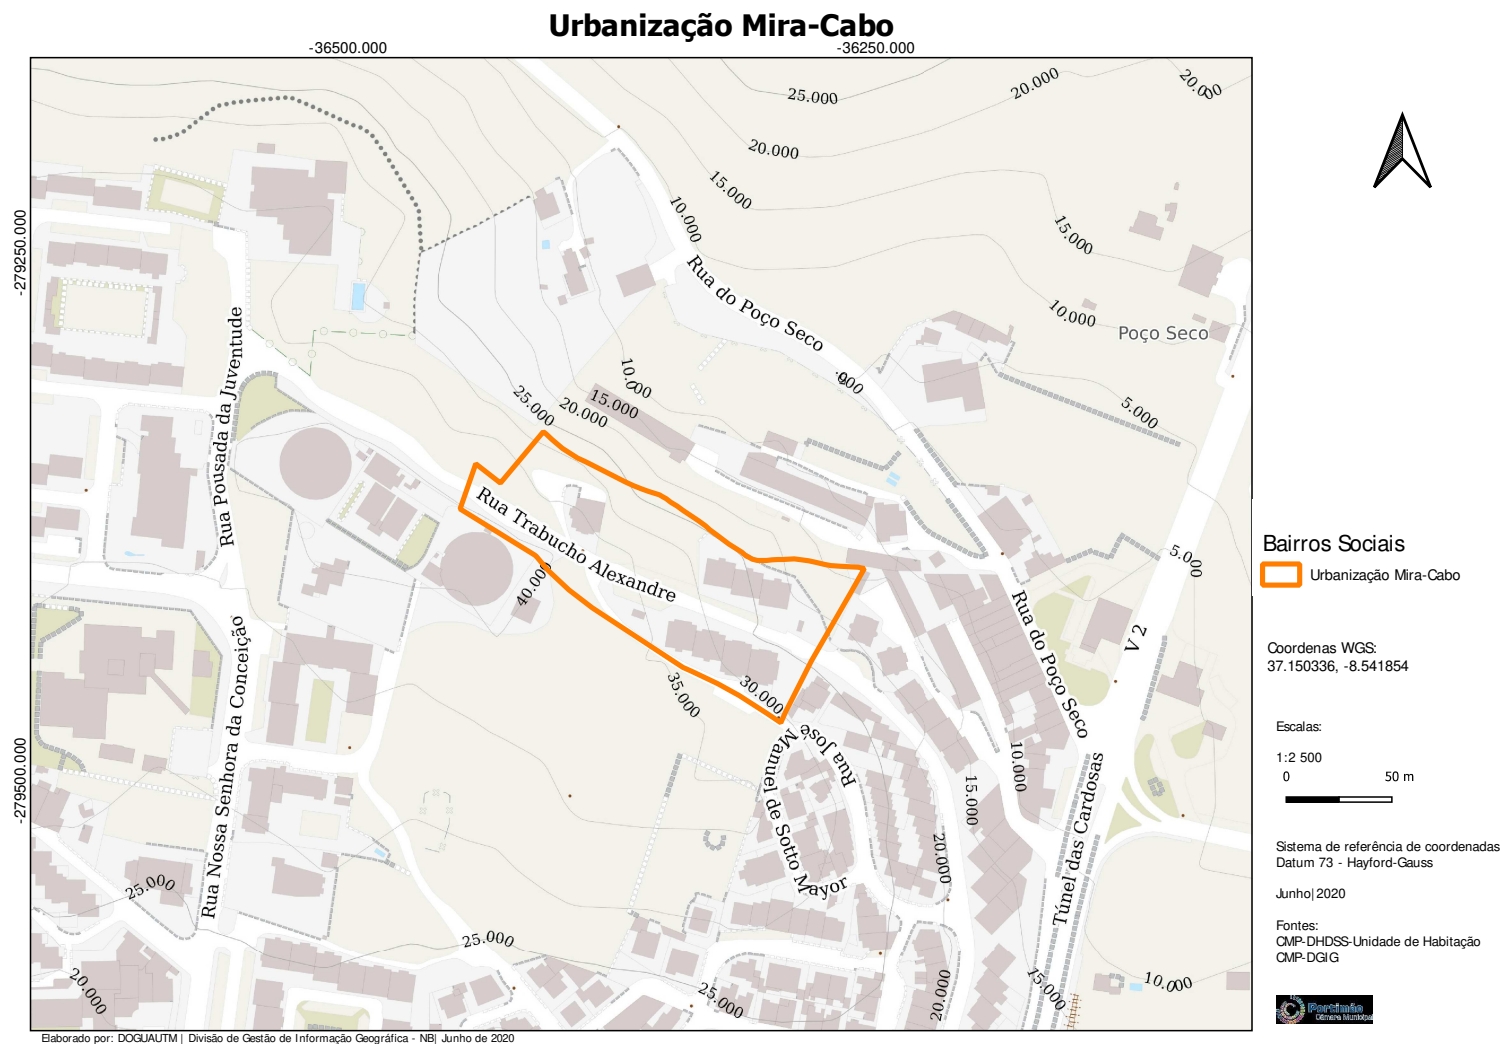 Urbanização Mira-Cabo
-36500.000
-36250.000
-279250.000
-279500.000
25.000
20.000
20.000
20.000
15.000
10.000
15.000
10.000
Poço Seco
Rua do Poço Seco
Rua Pousada da Juventude
10.000
.000
5.000
25.000
20.000
15.000
Rua Trabucho Alexandre
40.000
5.000
Rua do Poço Seco
V 2
35.000
30.000
Rua José
Manuel de Sotto Mayor
Rua Nossa Senhora da Conceição
10.000
15.000
20.000
Túnel das Cardosas
25.000
25.000
20.000
25.000
20.000
15.000
10.000
Bairros Sociais
Urbanização Mira-Cabo
Coordenas WGS:
37.150336, -8.541854
Escalas:
1:2 500
0 50 m
Sistema de referência de coordenadas
Datum 73 - Hayford-Gauss
Junho|2020
Fontes:
CMP-DHDSS-Unidade de Habitação
CMP-DGIG
Portimão
Câmara Municipal
Elaborado por: DOGUAUTM | Divisão de Gestão de Informação Geográfica - NB| Junho de 2020